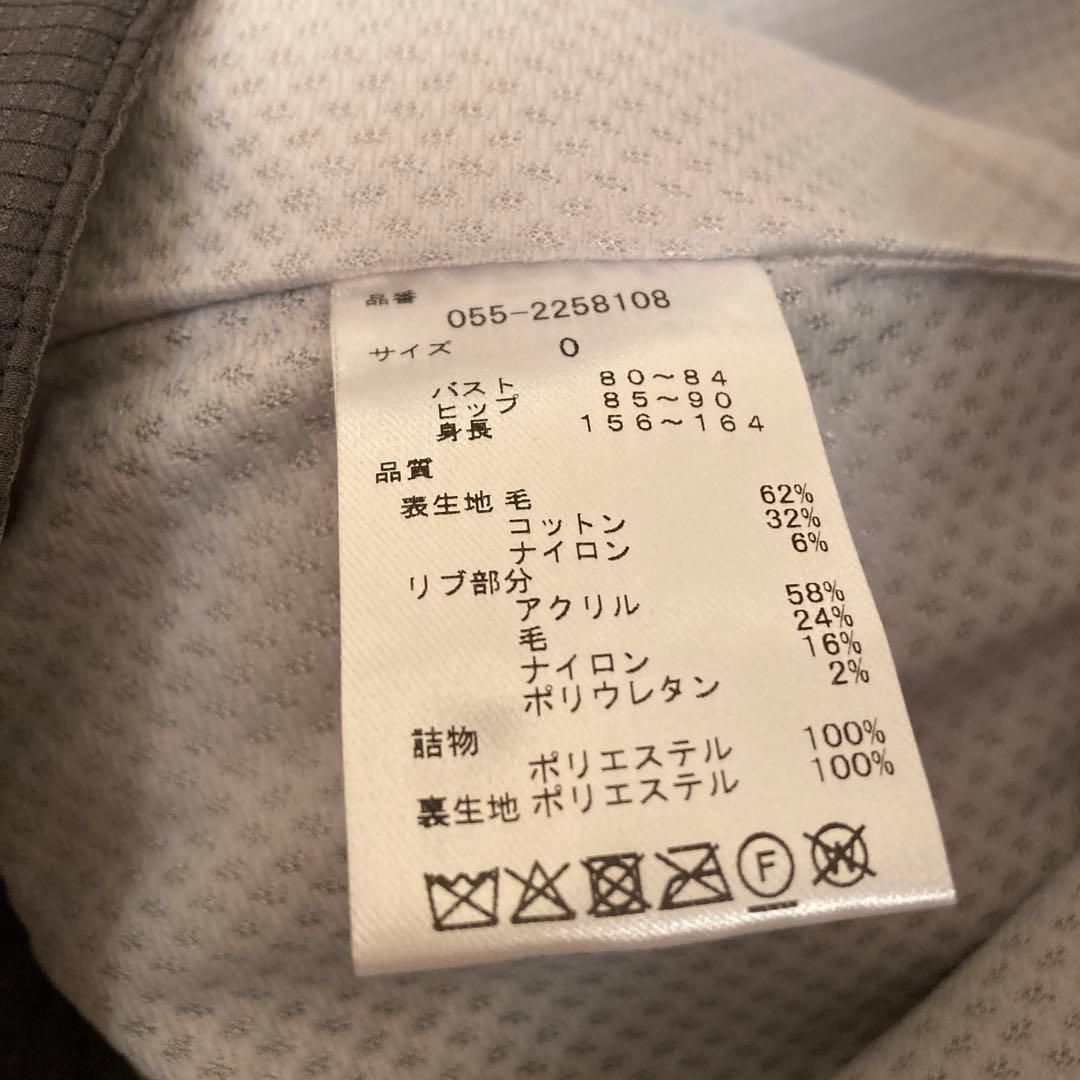 品番 055-2258108
サイズ 0
バスト 80～84
ヒップ 85～90
身長 156～164
品質
表生地 毛 62%
コットン 32%
ナイロン 6%
リブ部分
アクリル 58%
毛 24%
ナイロン 16%
ポリウレタン 2%
詰物
ポリエステル 100%
裏生地 ポリエステル 100%
F W